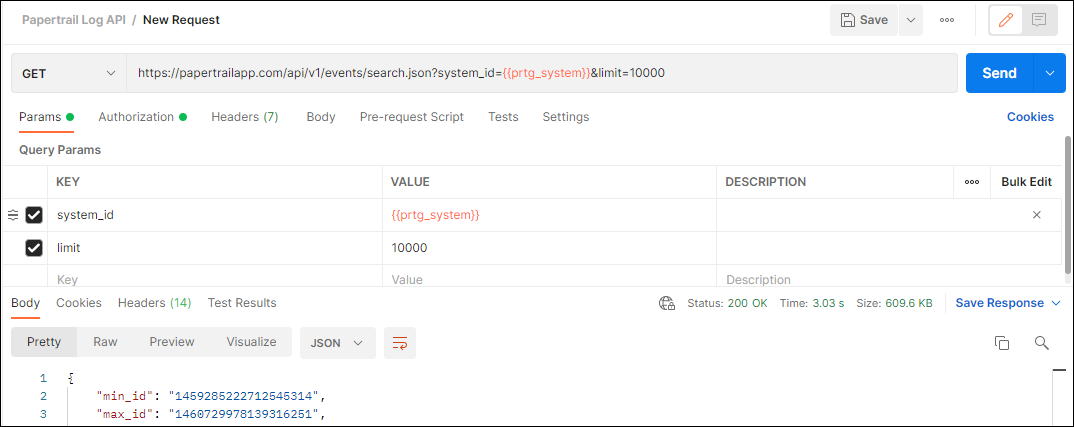 Papertrail Log API / New Request
Save
GET https://papertrailapp.com/api/v1/events/search.json?system_id={{prtg_system}}&limit=10000 Send
Params Authorization Headers (7) Body Pre-request Script Tests Settings Cookies
Query Params
KEY VALUE DESCRIPTION Bulk Edit
system_id {{prtg_system}}
limit 10000
Key Value Description
Body Cookies Headers (14) Test Results Status: 200 OK Time: 3.03 s Size: 609.6 KB Save Response
Pretty Raw Preview Visualize JSON
1 {
2 "min_id": "1459285222712545314",
3 "max_id": "1460729978139316251",